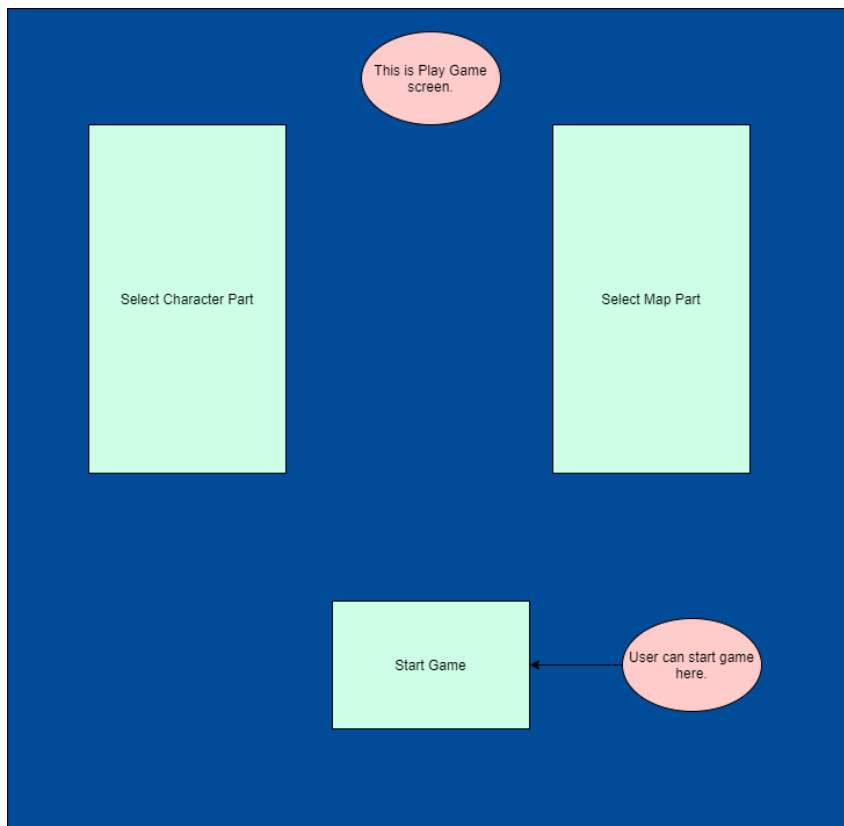 This is Play Game
screen.
Select Character Part
Select Map Part
Start Game
User can start game
here.